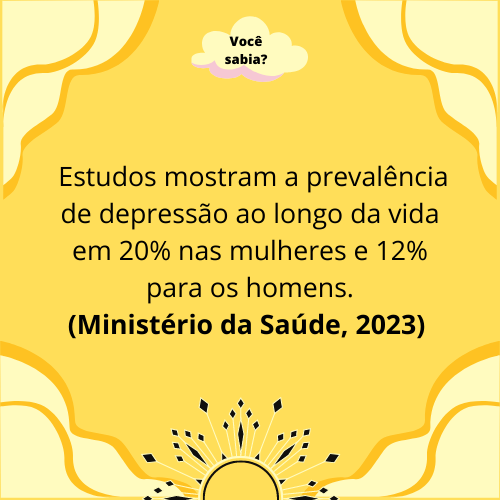 Você
sabia?
Estudos mostram a prevalência
de depressão ao longo da vida
em 20% nas mulheres e 12%
para os homens.
(Ministério da Saúde, 2023)